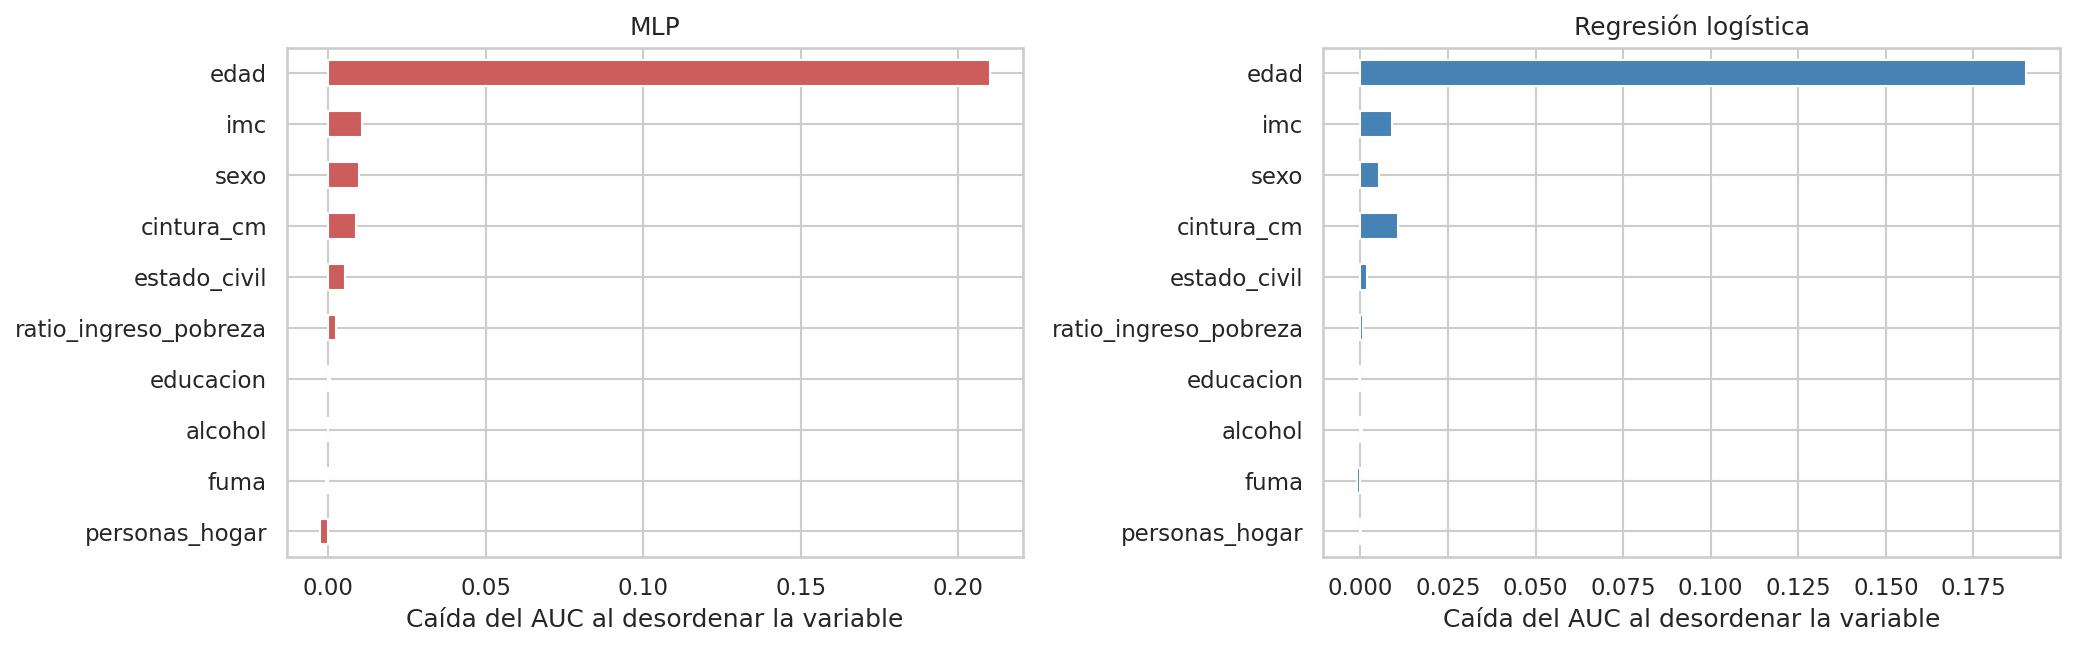 MLP
edad
imc
sexo
cintura_cm
estado_civil
ratio_ingreso_pobreza
educacion
alcohol
fuma
personas_hogar
0.00 0.05 0.10 0.15 0.20
Caída del AUC al desordenar la variable
Regresión logística
edad
imc
sexo
cintura_cm
estado_civil
ratio_ingreso_pobreza
educacion
alcohol
fuma
personas_hogar
0.000 0.025 0.050 0.075 0.100 0.125 0.150 0.175
Caída del AUC al desordenar la variable